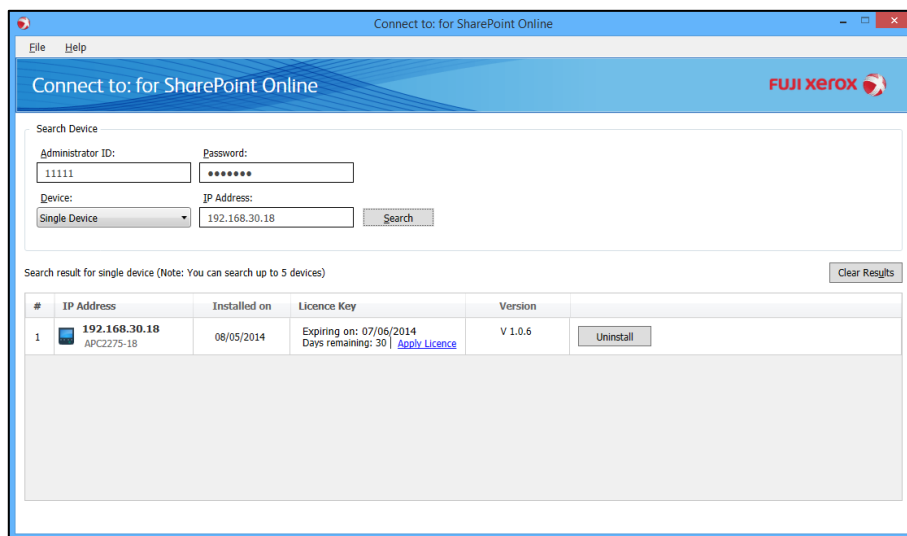 Connect to: for SharePoint Online
File Help
Connect to: for SharePoint Online
FUJI xerox
Search Device
Administrator ID: Password:
11111 •••••••
Device: IP Address:
Single Device 192.168.30.18 Search
Search result for single device (Note: You can search up to 5 devices) Clear Results
# IP Address Installed on Licence Key Version
1 192.168.30.18 08/05/2014 Expiring on: 07/06/2014 V 1.0.6 Uninstall
APC2275-18 Days remaining: 30 | Apply Licence